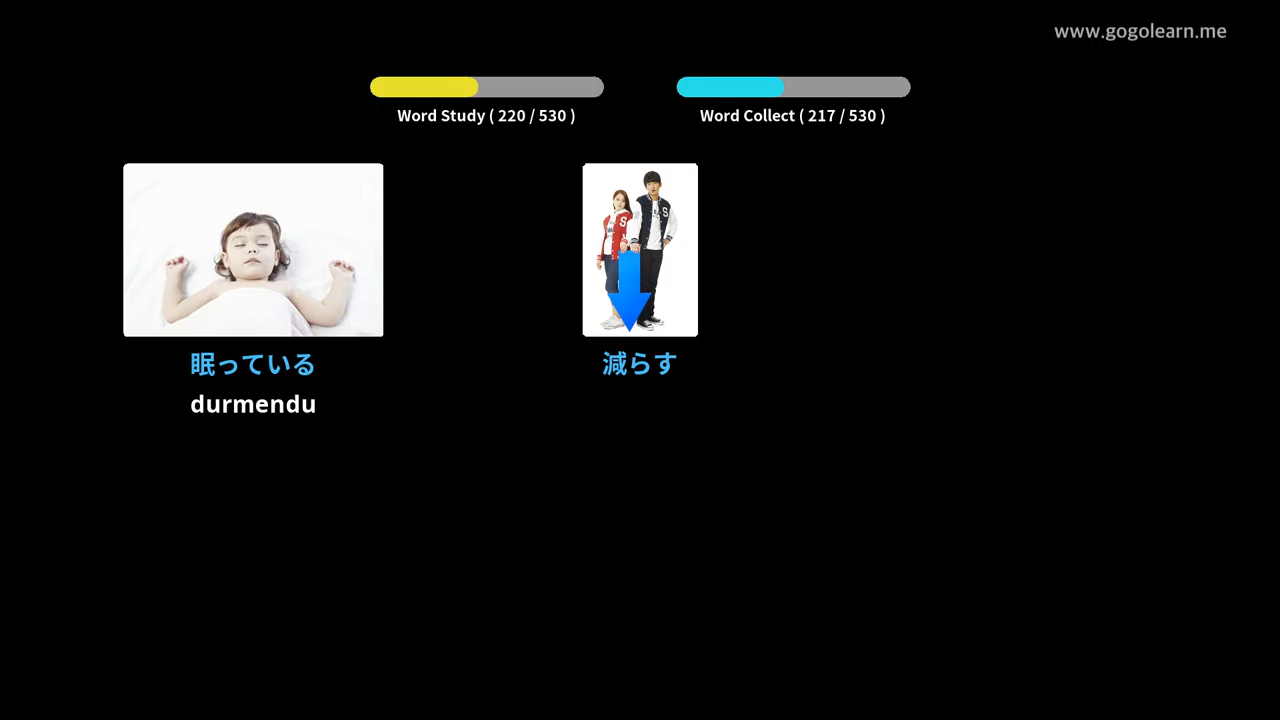 www.gogolearn.me
Word Study ( 220 / 530 )
Word Collect ( 217 / 530 )
S
S
眠っている
減らす
durmendu